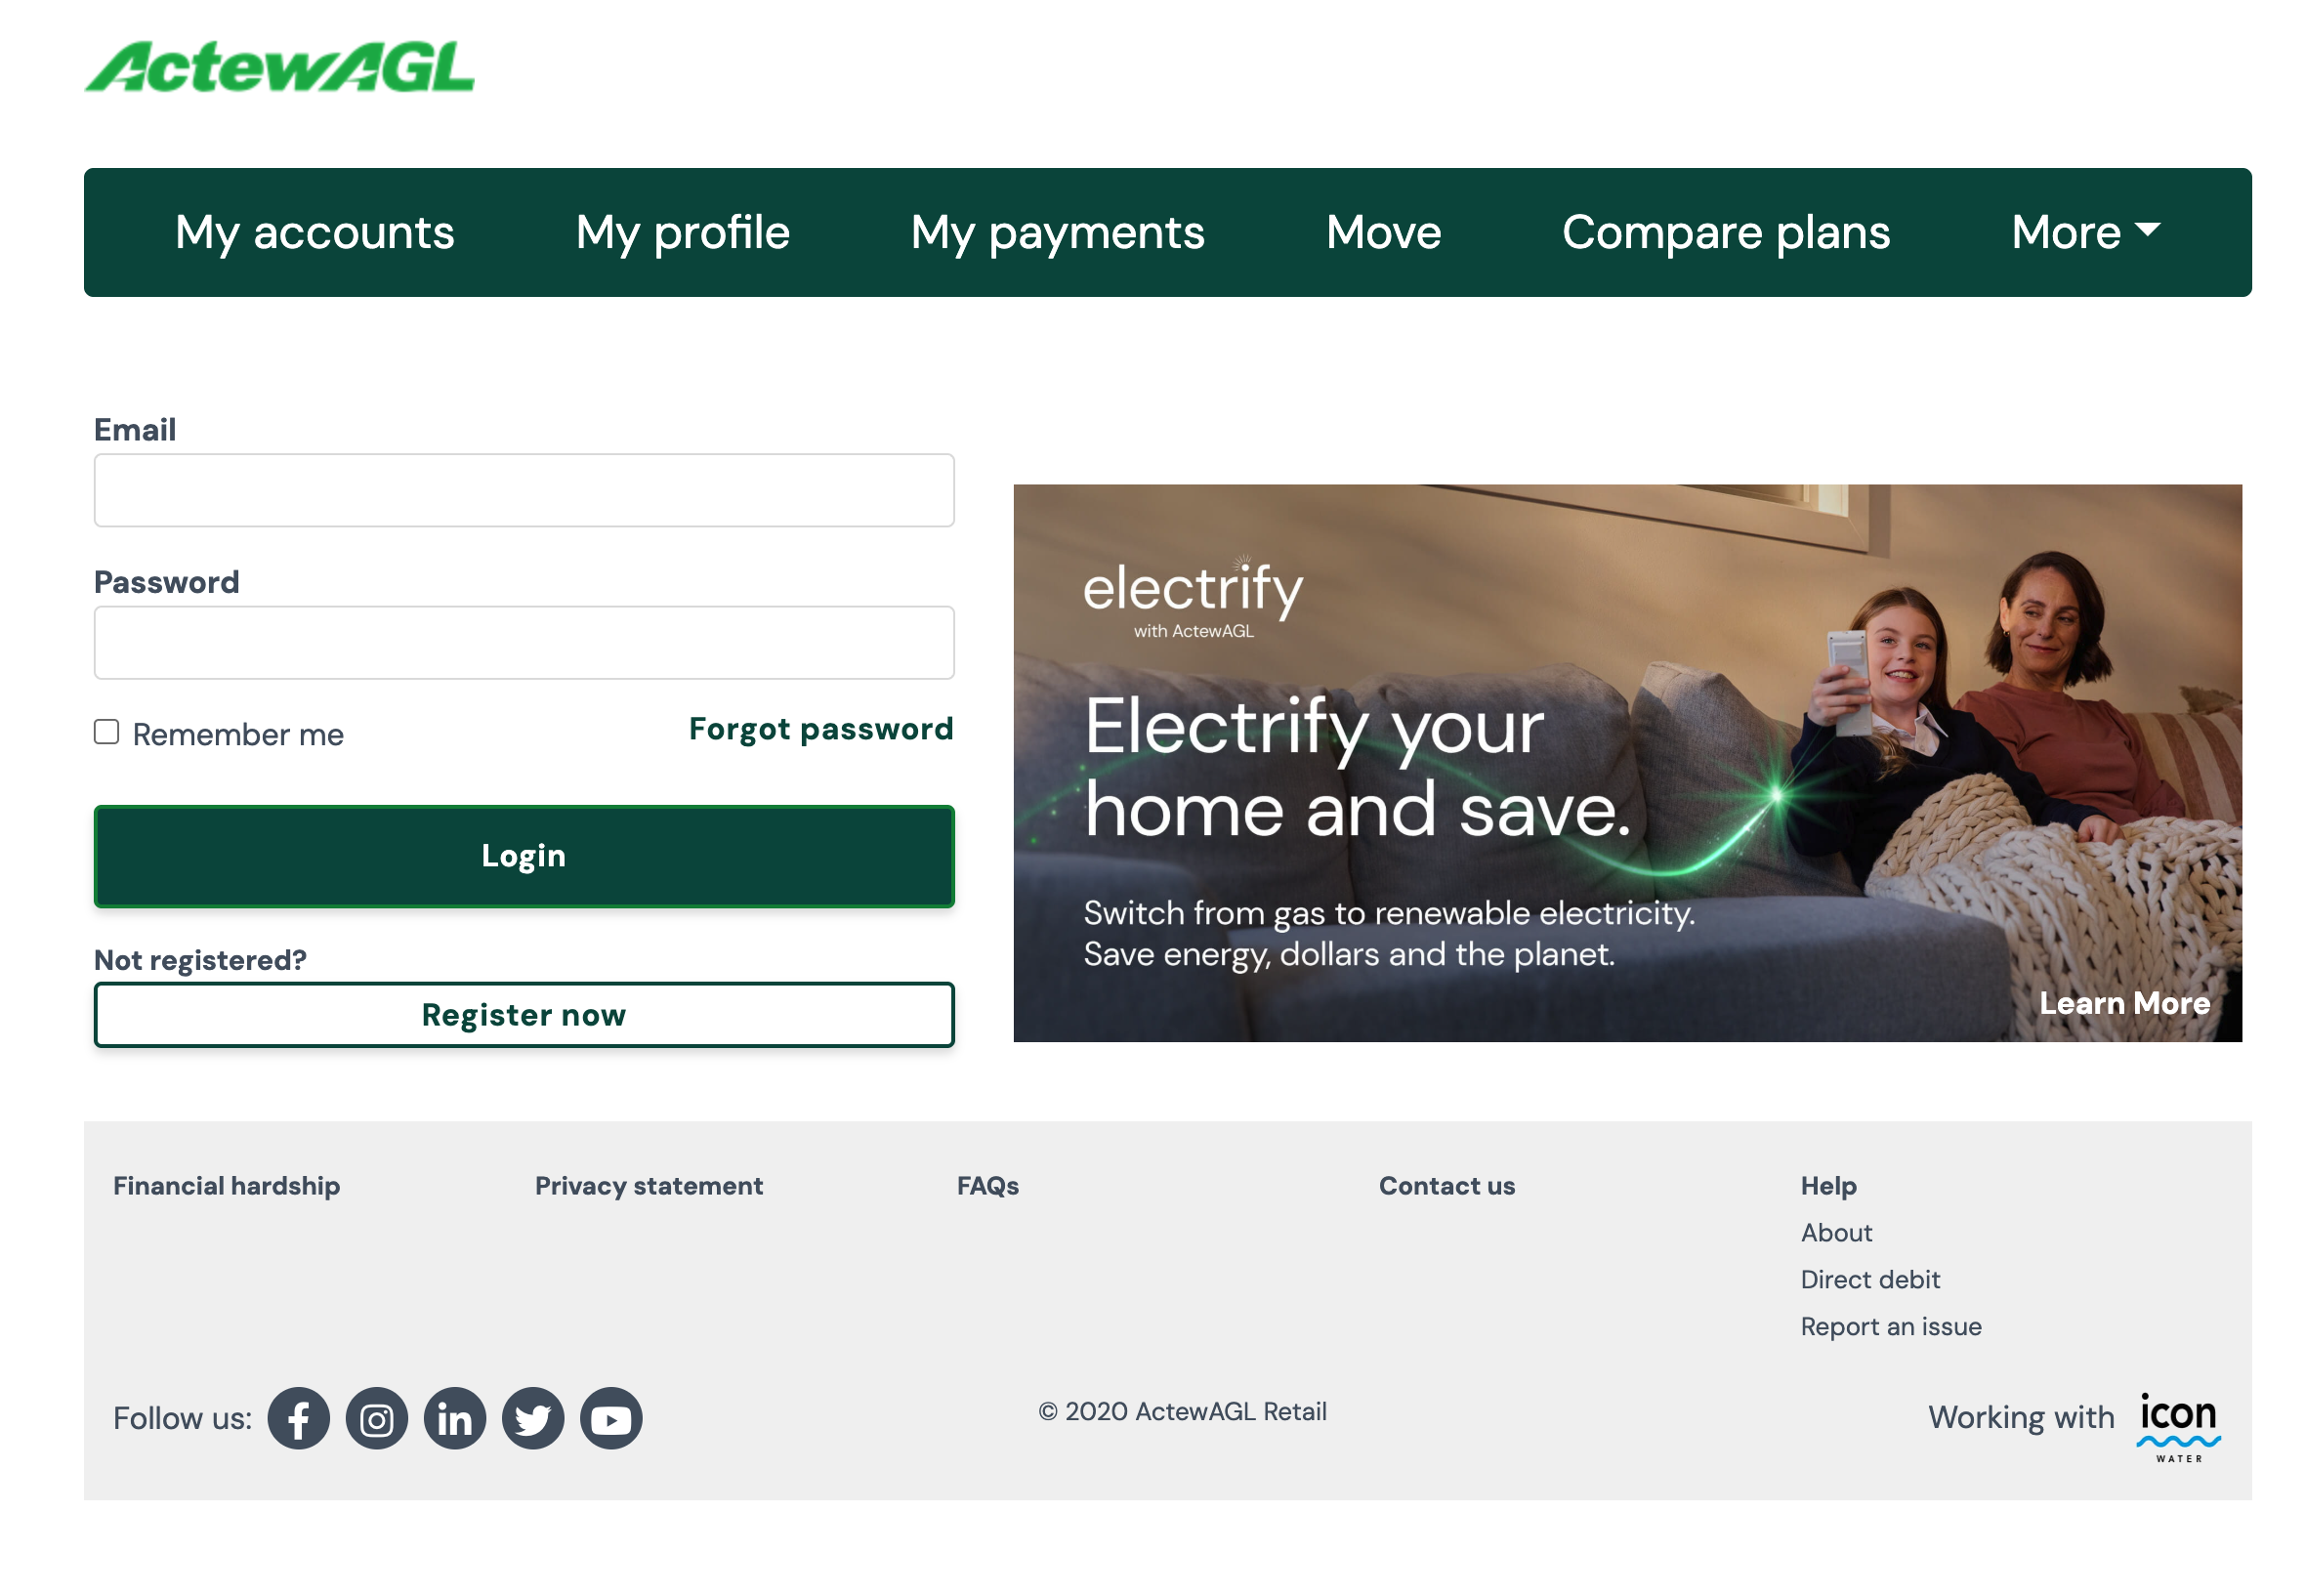 ActewAGL
My accounts My profile My payments Move Compare plans More
Email
Password
Remember me Forgot password
Login
Not registered?
Register now
electrify
with ActewAGL
Electrify your
home and save.
Switch from gas to renewable electricity.
Save energy, dollars and the planet.
Learn More
Financial hardship Privacy statement FAQs Contact us Help
About
Direct debit
Report an issue
Follow us: © 2020 ActewAGL Retail Working with icon
WATER